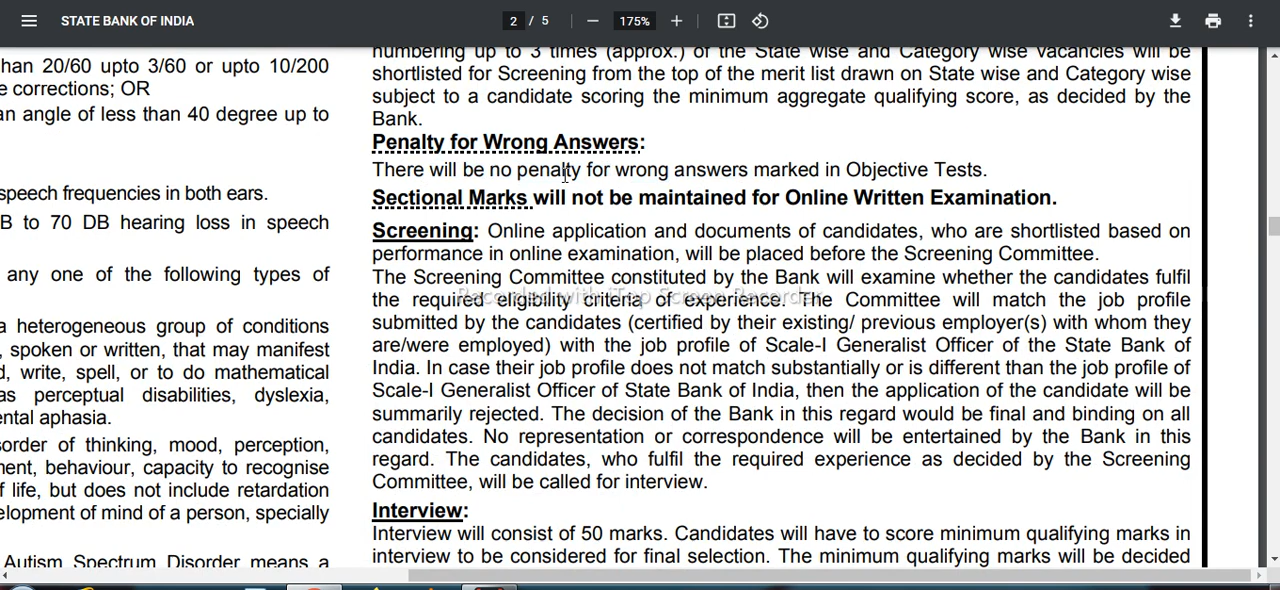 STATE BANK OF INDIA
2 / 5
175%
han 20/60 upto 3/60 or upto 10/200
e corrections; OR
an angle of less than 40 degree up to
speech frequencies in both ears.
B to 70 DB hearing loss in speech
any one of the following types of
a heterogeneous group of conditions
, spoken or written, that may manifest
d, write, spell, or to do mathematical
as perceptual disabilities, dyslexia,
ental aphasia.
sorder of thinking, mood, perception,
ment, behaviour, capacity to recognise
f life, but does not include retardation
elopment of mind of a person, specially
Autism Spectrum Disorder means a
numbering up to 3 times (approx.) of the State wise and Category wise vacancies will be
shortlisted for Screening from the top of the merit list drawn on State wise and Category wise
subject to a candidate scoring the minimum aggregate qualifying score, as decided by the
Bank.
Penalty for Wrong Answers:
There will be no penalty for wrong answers marked in Objective Tests.
Sectional Marks will not be maintained for Online Written Examination.
Screening: Online application and documents of candidates, who are shortlisted based on
performance in online examination, will be placed before the Screening Committee.
The Screening Committee constituted by the Bank will examine whether the candidates fulfil
the required eligibility criteria of experience. The Committee will match the job profile
Recorded with iTop Screen Recorder
submitted by the candidates (certified by their existing/ previous employer(s) with whom they
are/were employed) with the job profile of Scale-I Generalist Officer of the State Bank of
India. In case their job profile does not match substantially or is different than the job profile of
Scale-I Generalist Officer of State Bank of India, then the application of the candidate will be
summarily rejected. The decision of the Bank in this regard would be final and binding on all
candidates. No representation or correspondence will be entertained by the Bank in this
regard. The candidates, who fulfil the required experience as decided by the Screening
Committee, will be called for interview.
Interview:
Interview will consist of 50 marks. Candidates will have to score minimum qualifying marks in
interview to be considered for final selection. The minimum qualifying marks will be decided